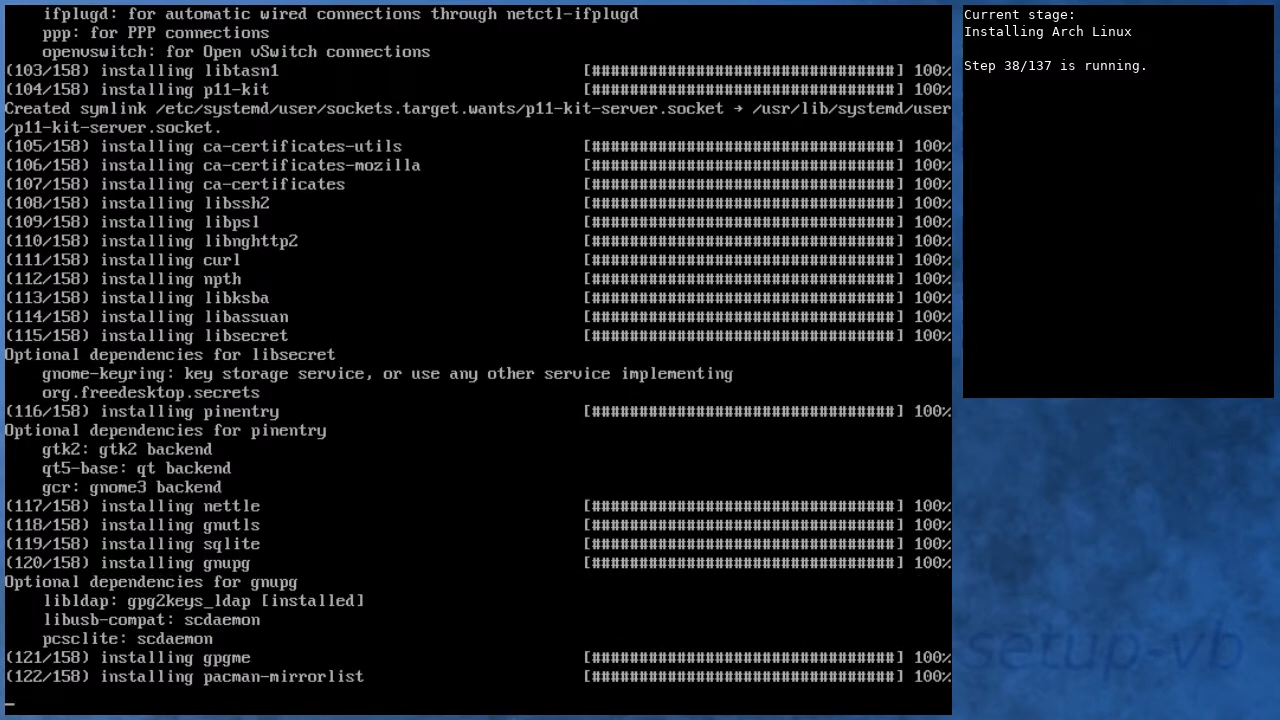 ifplugd: for automatic wired connections through netctl-ifplugd
ppp: for PPP connections
openvswitch: for Open vSwitch connections
(103/158) installing libtasn1 [################################] 100%
(104/158) installing p11-kit [################################] 100%
Created symlink /etc/systemd/user/sockets.target.wants/p11-kit-server.socket → /usr/lib/systemd/user
/p11-kit-server.socket.
(105/158) installing ca-certificates-utils [################################] 100%
(106/158) installing ca-certificates-mozilla [################################] 100%
(107/158) installing ca-certificates [################################] 100%
(108/158) installing libssh2 [################################] 100%
(109/158) installing libpsl [################################] 100%
(110/158) installing libnghttp2 [################################] 100%
(111/158) installing curl [################################] 100%
(112/158) installing npth [################################] 100%
(113/158) installing libksba [################################] 100%
(114/158) installing libassuan [################################] 100%
(115/158) installing libsecret [################################] 100%
Optional dependencies for libsecret
gnome-keyring: key storage service, or use any other service implementing
org.freedesktop.secrets
(116/158) installing pinentry [################################] 100%
Optional dependencies for pinentry
gtk2: gtk2 backend
qt5-base: qt backend
gcr: gnome3 backend
(117/158) installing nettle [################################] 100%
(118/158) installing gnutls [################################] 100%
(119/158) installing sqlite [################################] 100%
(120/158) installing gnupg [################################] 100%
Optional dependencies for gnupg
libldap: gpg2keys_ldap [installed]
libusb-compat: scdaemon
pcsclite: scdaemon
(121/158) installing gpgme [################################] 100%
(122/158) installing pacman-mirrorlist [################################] 100%
Current stage:
Installing Arch Linux
Step 38/137 is running.
setup-vb